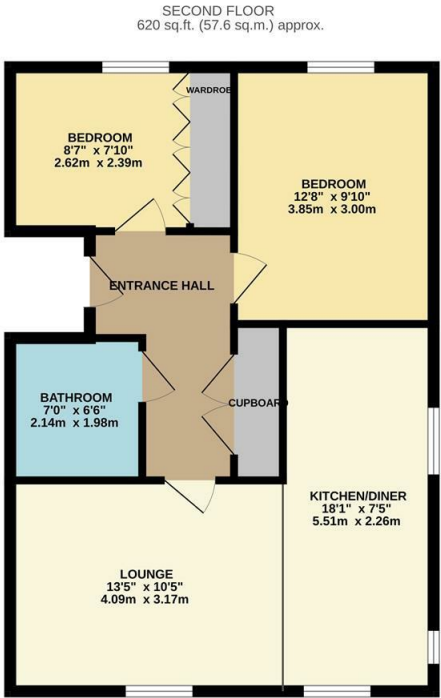 SECOND FLOOR
620 sq.ft. (57.6 sq.m.) approx.
WARDROBE
BEDROOM
8'7" x 7'10"
2.62m x 2.39m
BEDROOM
12'8" x 9'10"
3.85m x 3.00m
ENTRANCE HALL
BATHROOM
7'0" x 6'6"
2.14m x 1.98m
CUPBOARD
KITCHEN/DINER
18'1" x 7'5"
5.51m x 2.26m
LOUNGE
13'5" x 10'5"
4.09m x 3.17m